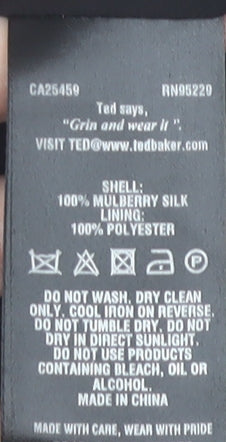 CA25459 RN95229
Ted says,
"Grin and wear it ".
VISIT TED@www.tedbaker.com
SHELL:
100% MULBERRY SILK
LINING:
100% POLYESTER
P
DO NOT WASH. DRY CLEAN
ONLY. COOL IRON ON REVERSE.
DO NOT TUMBLE DRY. DO NOT
DRY IN DIRECT SUNLIGHT.
DO NOT USE PRODUCTS
CONTAINING BLEACH, OIL OR
ALCOHOL.
MADE IN CHINA
MADE WITH CARE, WEAR WITH PRIDE